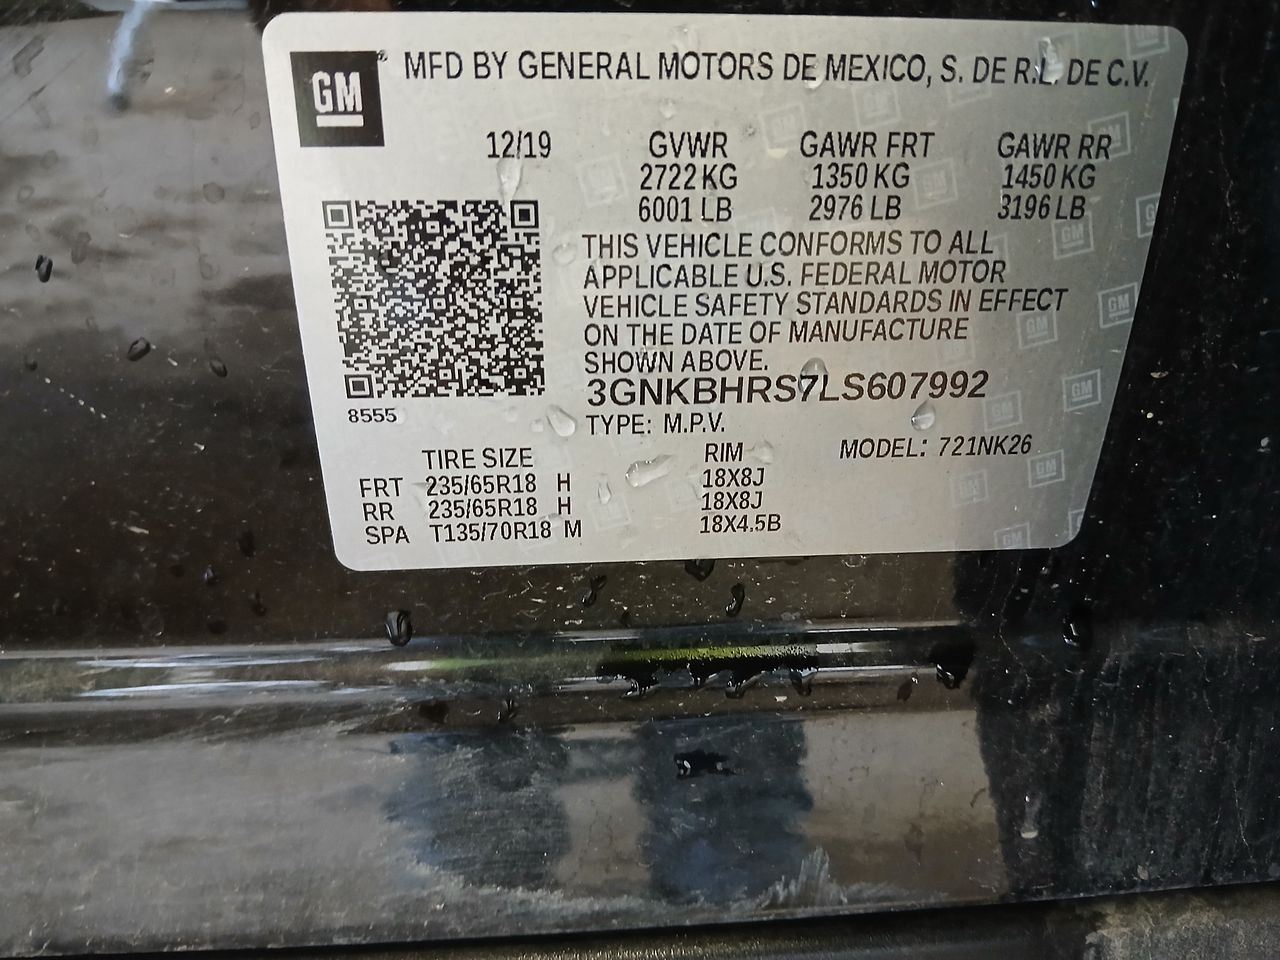 GM ® MFD BY GENERAL MOTORS DE MEXICO, S. DE R.L. DE C.V.
12/19 GVWR GAWR FRT GAWR RR
2722 KG 1350 KG 1450 KG
6001 LB 2976 LB 3196 LB
THIS VEHICLE CONFORMS TO ALL
APPLICABLE U.S. FEDERAL MOTOR
VEHICLE SAFETY STANDARDS IN EFFECT
ON THE DATE OF MANUFACTURE
SHOWN ABOVE.
3GNKBHRS7LS607992
8555
TYPE: M.P.V.
TIRE SIZE RIM MODEL: 721NK26
FRT 235/65R18 H 18X8J
RR 235/65R18 H 18X8J
SPA T135/70R18 M 18X4.5B